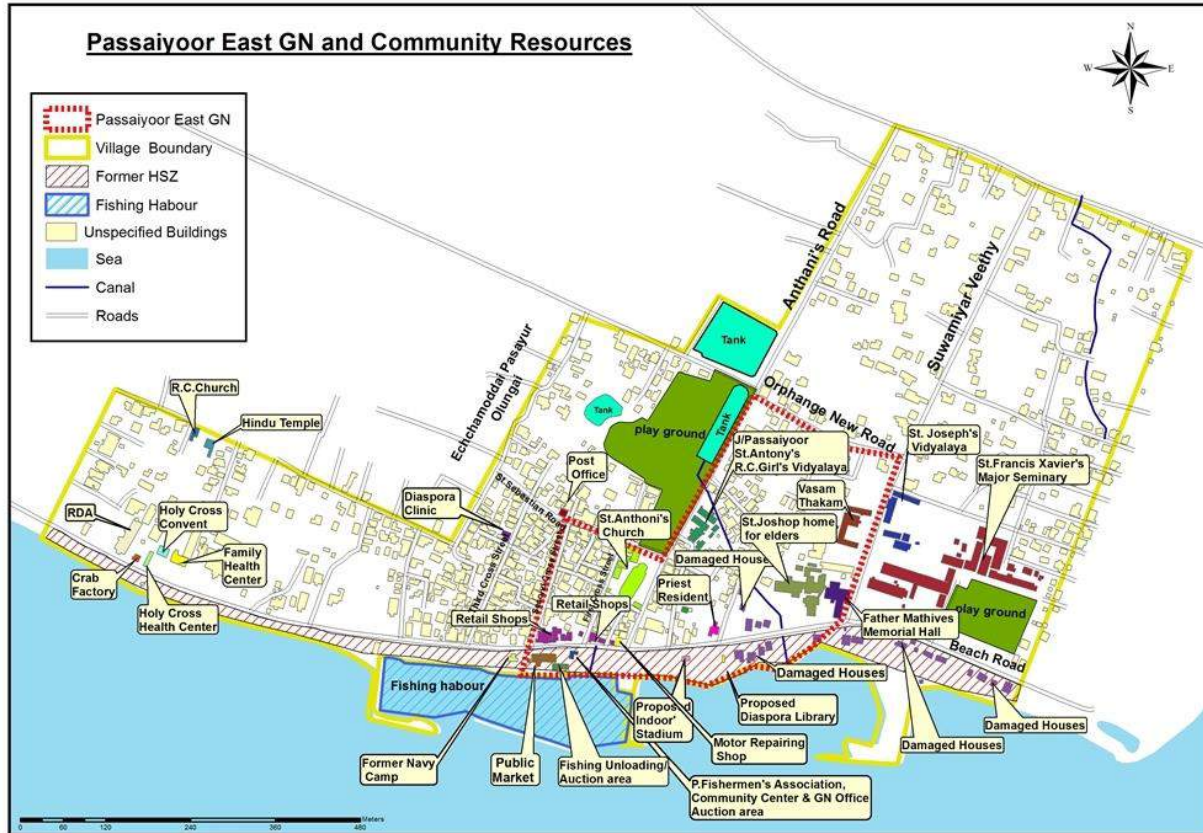 Passaiyoor East GN and Community Resources
N
W
E
S
Passaiyoor East GN
Village Boundary
Former HSZ
Fishing Habour
Unspecified Buildings
Sea
Canal
Roads
Anthani's Road
Suwamiyar Veethy
Tank
Echchamoddai Pasayur
Olungai
Orphange New Road
R.C.Church
Hindu Temple
Tank
play ground
Tank
J/Passaiyoor
St.Antony's
R.C.Girl's Vidyalaya
St. Joseph's
Vidyalaya
St.Francis Xavier's
Major Seminary
Post
Office
Vasam
Thakam
Diaspora
Clinic
St.Sebestian Road
RDA
Holy Cross
Convent
St.Anthoni's
Church
St.Joshop home
for elders
Family
Health
Center
Damaged House
Third Cross Street
Crab
Factory
Priest
Resident
play ground
Holy Cross
Health Center
Retail Shops
Retail Shops
Father Mathives
Memorial Hall
Beach Road
Fishing habour
Damaged Houses
Proposed
Indoor'
Stadium
Proposed
Diaspora Library
Damaged Houses
Damaged Houses
Former Navy
Camp
Public
Market
Fishing Unloading/
Auction area
Motor Repairing
Shop
P.Fishermen's Association,
Community Center & GN Office
Auction area
Meters
0 60 120 240 360 480